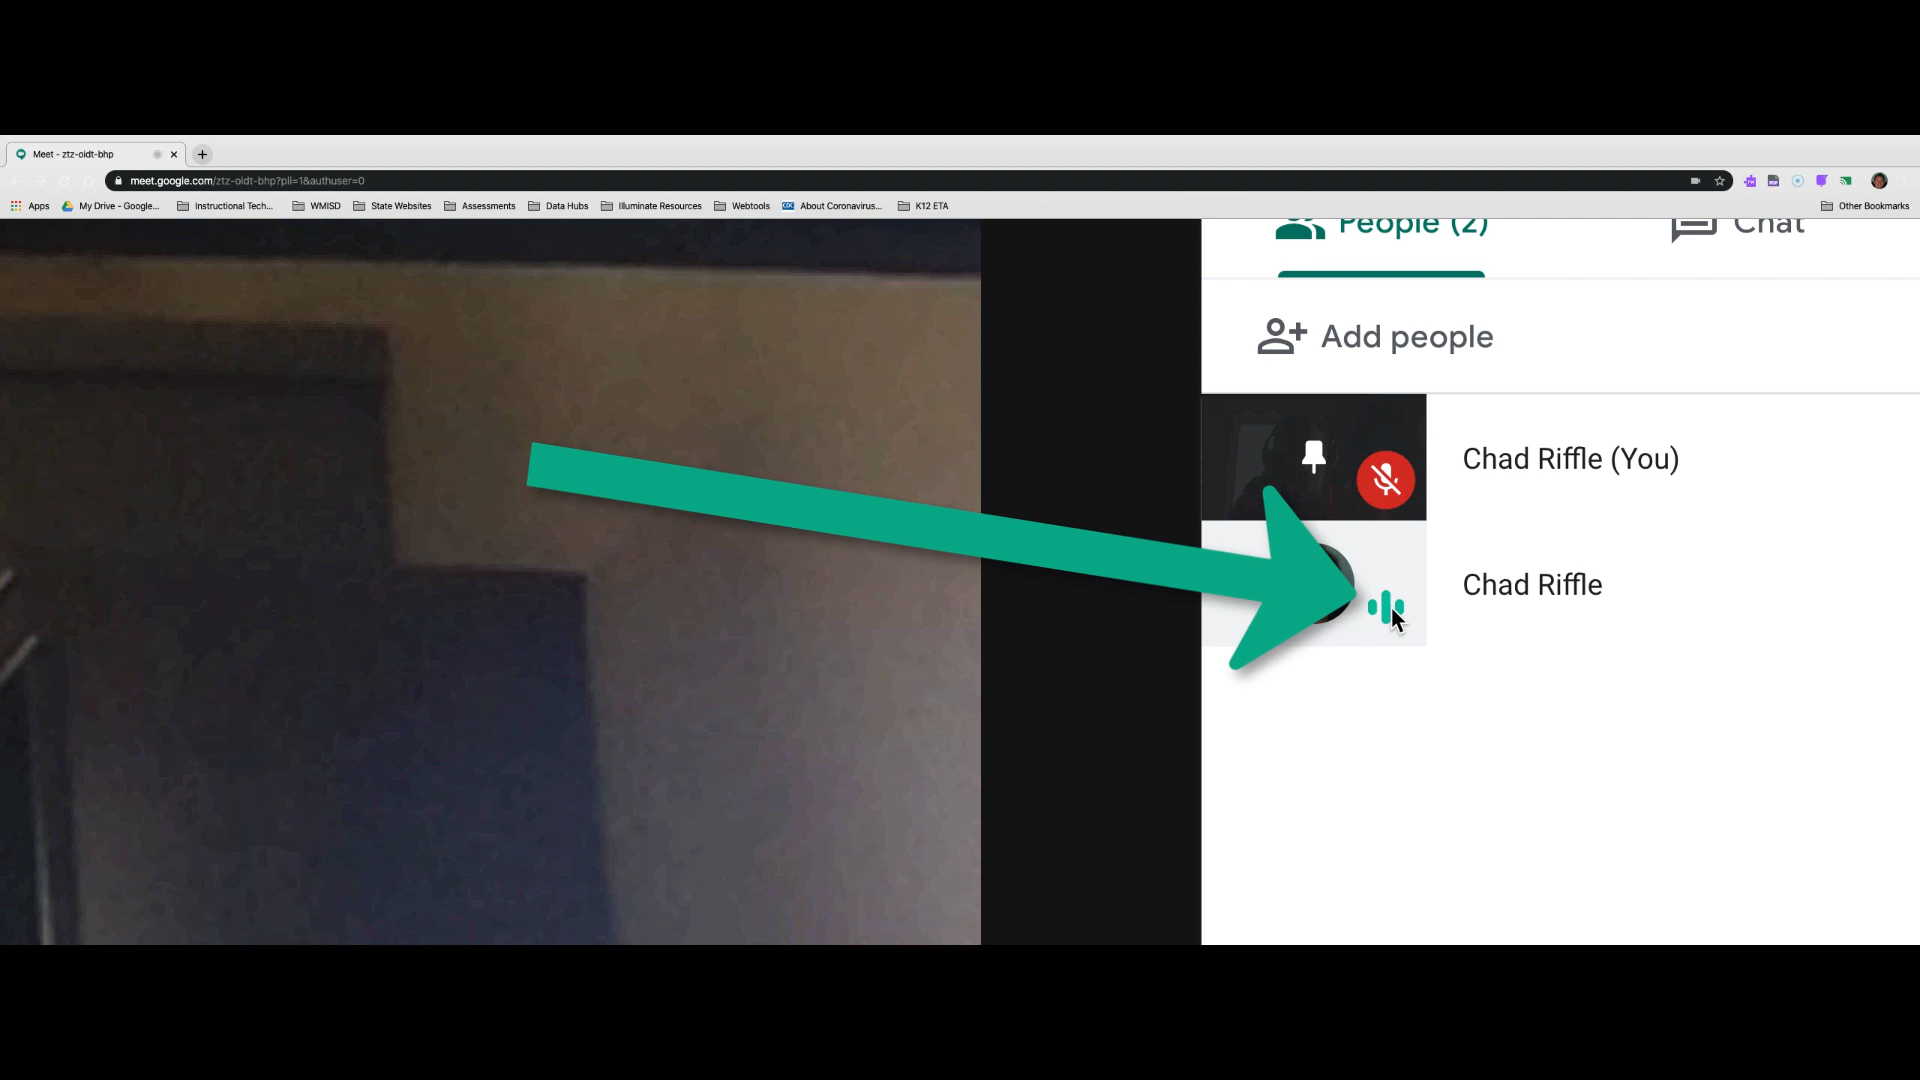 Meet - ztz-oidt-bhp
meet.google.com/ztz-oidt-bhp?pli=1&authuser=0
Apps My Drive - Google... Instructional Tech... WMISD State Websites Assessments Data Hubs Illuminate Resources Webtools CDC About Coronavirus... K12 ETA Other Bookmarks
People (2) Chat
Add people
Chad Riffle (You)
Chad Riffle